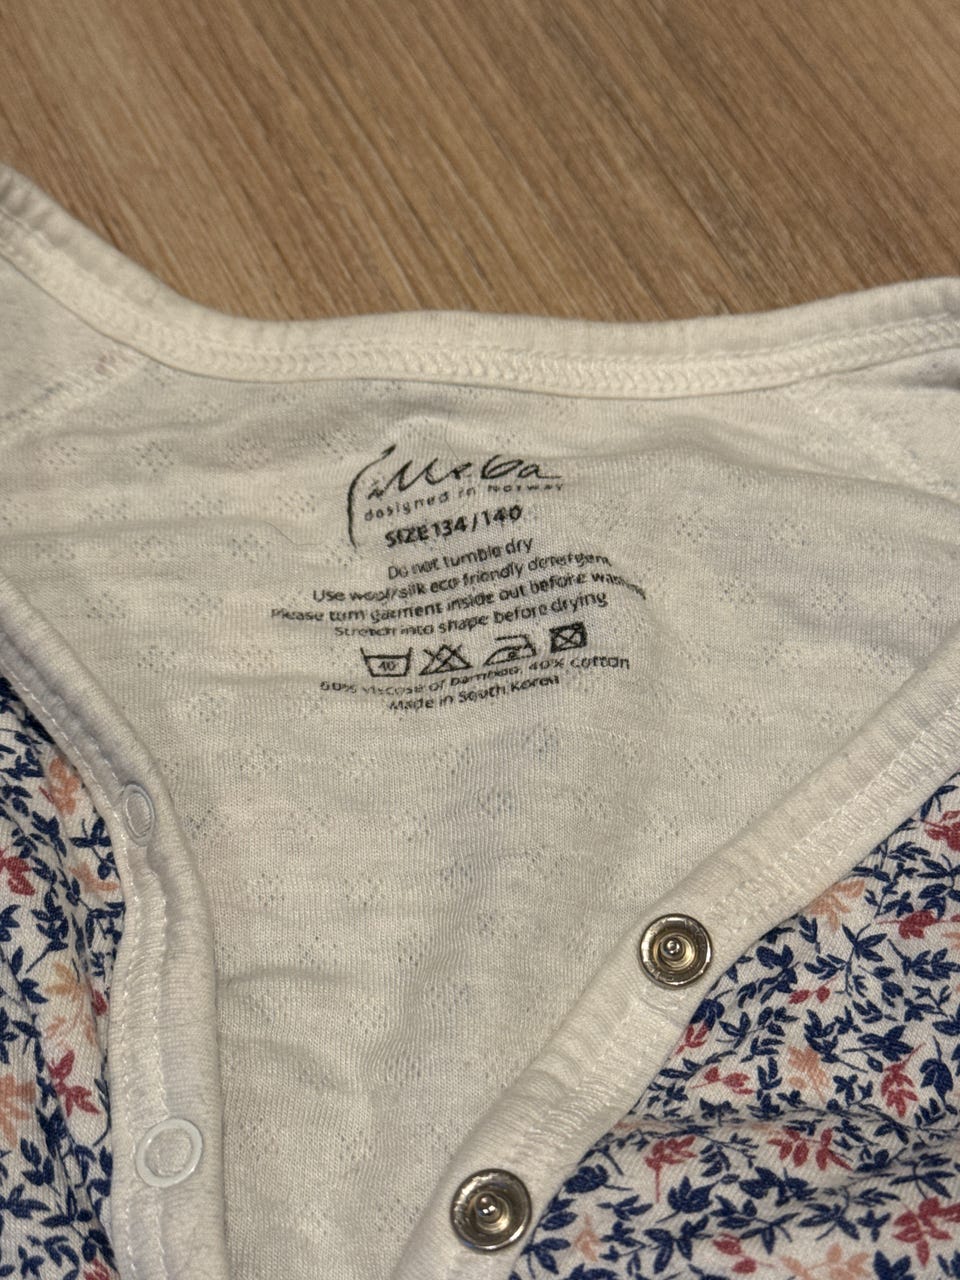 MeMeba
designed in NORWAY
SIZE 134/140
Do not tumble dry
Use wool/silk eco friendly detergent
Please turn garment inside out before washing
Stretch into shape before drying
40
60% viscose of bamboo, 40% cotton
Made in South Korea